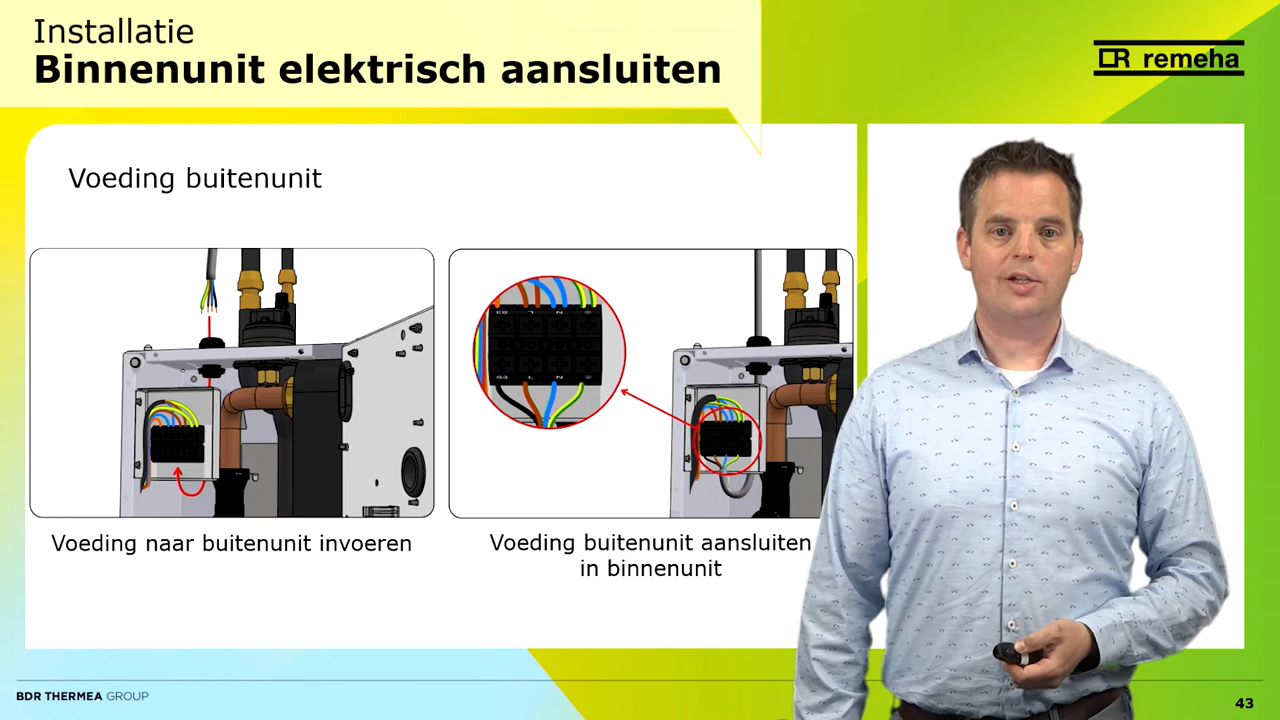 Installatie
Binnenunit elektrisch aansluiten
remeha
Voeding buitenunit
Voeding naar buitenunit invoeren
Voeding buitenunit aansluiten
in binnenunit
BDR THERMEA GROUP
43